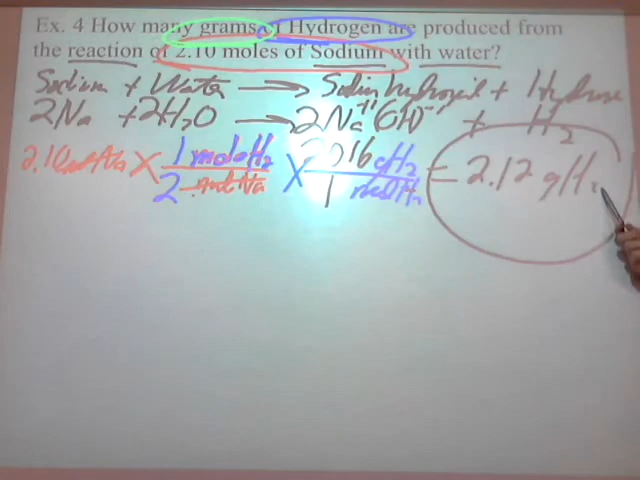 Ex. 4 How many grams of Hydrogen are produced from
the reaction of 2.10 moles of Sodium with water?
Sodium + Water → Sodium hydroxid + Hydrogen
2Na + 2H₂O → 2Na⁺¹(OH)⁻¹ + H₂
2.10 mol Na X 1 mol H₂ / 2 mol Na X 2.016 g H₂ / 1 mol H₂ = 2.12 g H₂